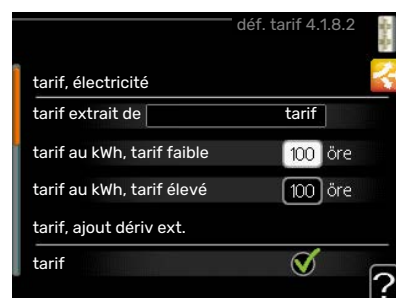 déf. tarif 4.1.8.2
tarif, électricité
tarif extrait de tarif
tarif au kWh, tarif faible 100 öre
tarif au kWh, tarif élevé 100 öre
tarif, ajout dériv ext.
tarif
?